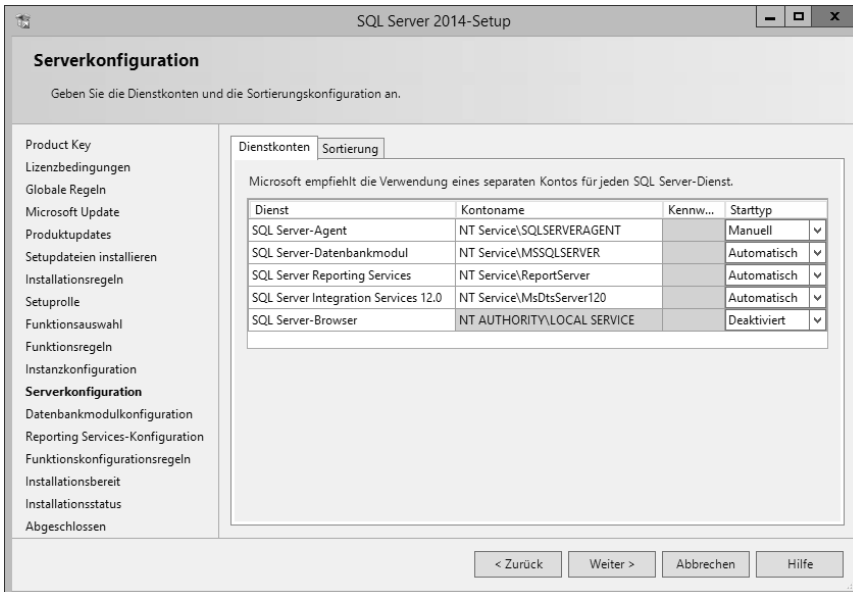 SQL Server 2014-Setup
Serverkonfiguration
Geben Sie die Dienstkonten und die Sortierungskonfiguration an.
Product Key
Lizenzbedingungen
Globale Regeln
Microsoft Update
Produktupdates
Setupdateien installieren
Installationsregeln
Setuprolle
Funktionsauswahl
Funktionsregeln
Instanzkonfiguration
Serverkonfiguration
Datenbankmodulkonfiguration
Reporting Services-Konfiguration
Funktionskonfigurationsregeln
Installationsbereit
Installationsstatus
Abgeschlossen
Dienstkonten Sortierung
Microsoft empfiehlt die Verwendung eines separaten Kontos für jeden SQL Server-Dienst.
Dienst Kontoname Kennw... Starttyp
SQL Server-Agent NT Service\SQLSERVERAGENT Manuell
SQL Server-Datenbankmodul NT Service\MSSQLSERVER Automatisch
SQL Server Reporting Services NT Service\ReportServer Automatisch
SQL Server Integration Services 12.0 NT Service\MsDtsServer120 Automatisch
SQL Server-Browser NT AUTHORITY\LOCAL SERVICE Deaktiviert
< Zurück Weiter > Abbrechen Hilfe